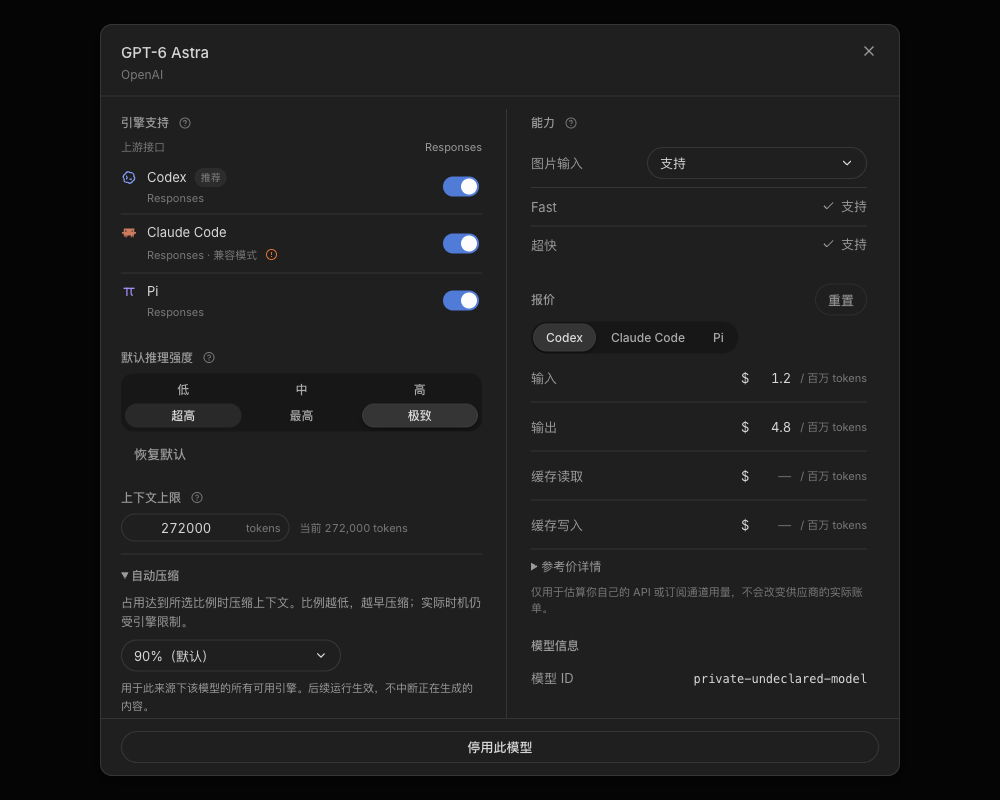 GPT-6 Astra
OpenAI
引擎支持
上游接口 Responses
Codex 推荐
Responses
Claude Code
Responses · 兼容模式
Pi
Responses
默认推理强度
低 中 高
超高 最高 极致
恢复默认
上下文上限
272000 tokens 当前 272,000 tokens
▼自动压缩
占用达到所选比例时压缩上下文。比例越低，越早压缩；实际时机仍
受引擎限制。
90%（默认）
用于此来源下该模型的所有可用引擎。后续运行生效，不中断正在生成的
内容。
能力
图片输入 支持
Fast ✓ 支持
超快 ✓ 支持
报价 重置
Codex Claude Code Pi
输入 $ 1.2 / 百万 tokens
输出 $ 4.8 / 百万 tokens
缓存读取 $ — / 百万 tokens
缓存写入 $ — / 百万 tokens
▶参考价详情
仅用于估算你自己的 API 或订阅通道用量，不会改变供应商的实际账
单。
模型信息
模型 ID private-undeclared-model
停用此模型